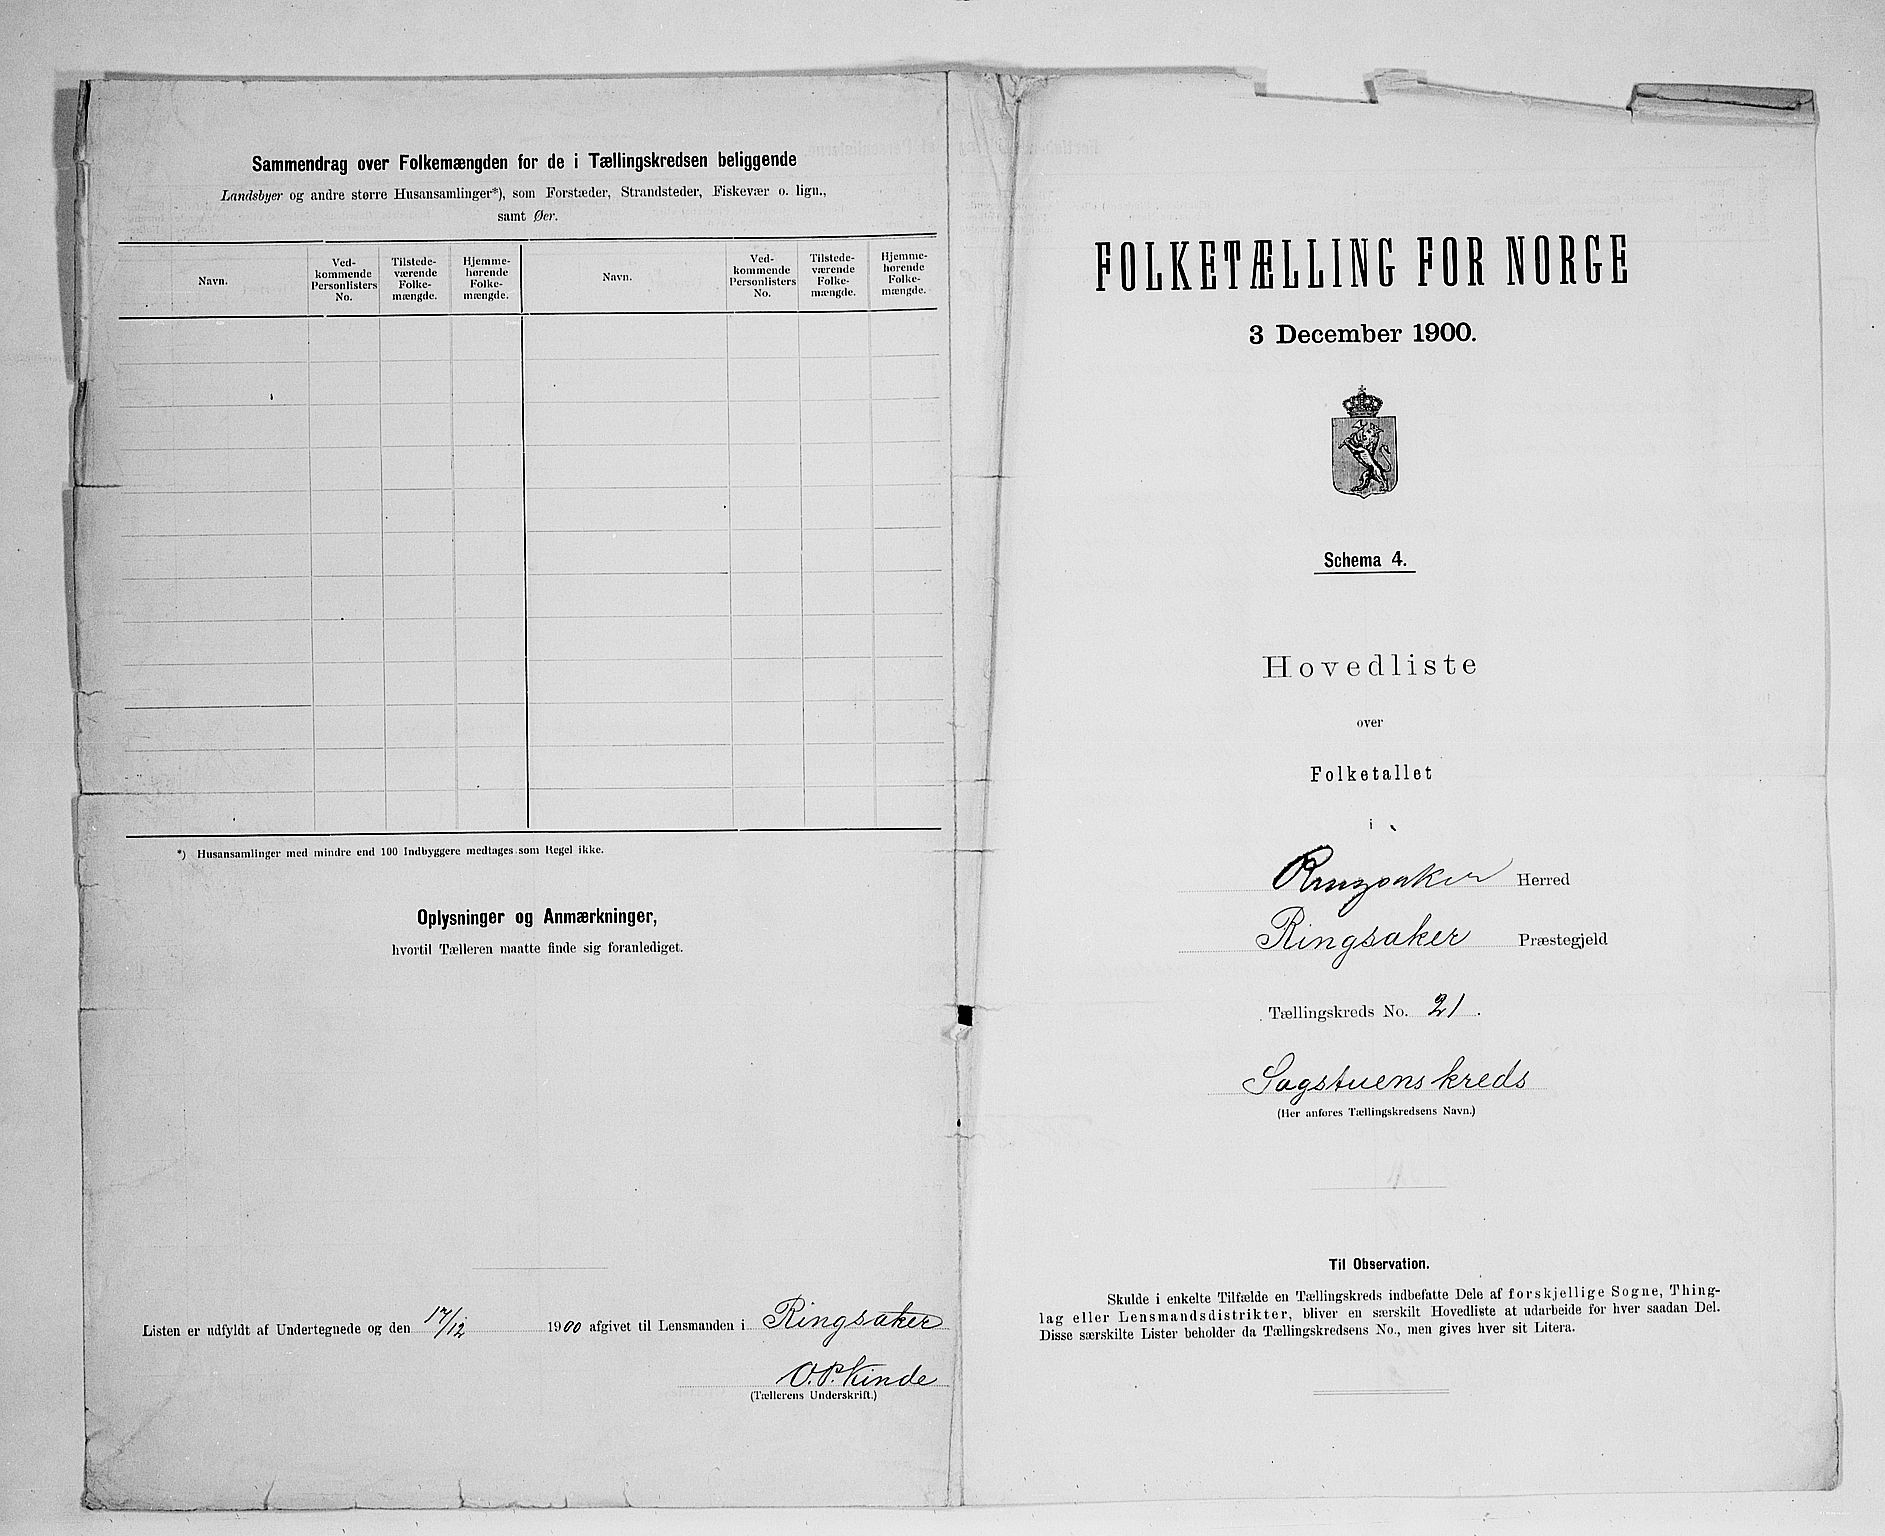 Sammendrag over Folkemængden for de i Tællingskredsen beliggende
Landsbyer og andre større Husansamlinger*), som Forstæder, Strandsteder, Fiskevær o. lign.,
samt Øer.
Navn.
Ved-
kommende
Personlisters
No.
Tilstede-
værende
Folke-
mængde.
Hjemme-
hørende
Folke-
mængde.
Navn.
Ved-
kommende
Personlisters
No.
Tilstede-
værende
Folke-
mængde.
Hjemme-
hørende
Folke-
mængde.
*) Husansamlinger med mindre end 100 Indbyggere medtages som Regel ikke.
Oplysninger og Anmærkninger,
hvortil Tælleren maatte finde sig foranlediget.
Listen er udfyldt af Undertegnede og den 17/12 1900 afgivet til Lensmanden i Ringsaker
O. P. Kinde
(Tællerens Underskrift.)
FOLKETÆLLING FOR NORGE
3 December 1900.
Schema 4.
Hovedliste
over
Folketallet
i
Ringsaker Herred
Ringsaker Præstegjeld
Tællingskreds No. 21.
Sagstuens kreds
(Her anføres Tællingskredsens Navn.)
Til Observation.
Skulde i enkelte Tilfælde en Tællingskreds indbefatte Dele af forskjellige Sogne, Thing-
lag eller Lensmandsdistrikter, bliver en særskilt Hovedliste at udarbeide for hver saadan Del.
Disse særskilte Lister beholder da Tællingskredsens No., men gives hver sit Litera.